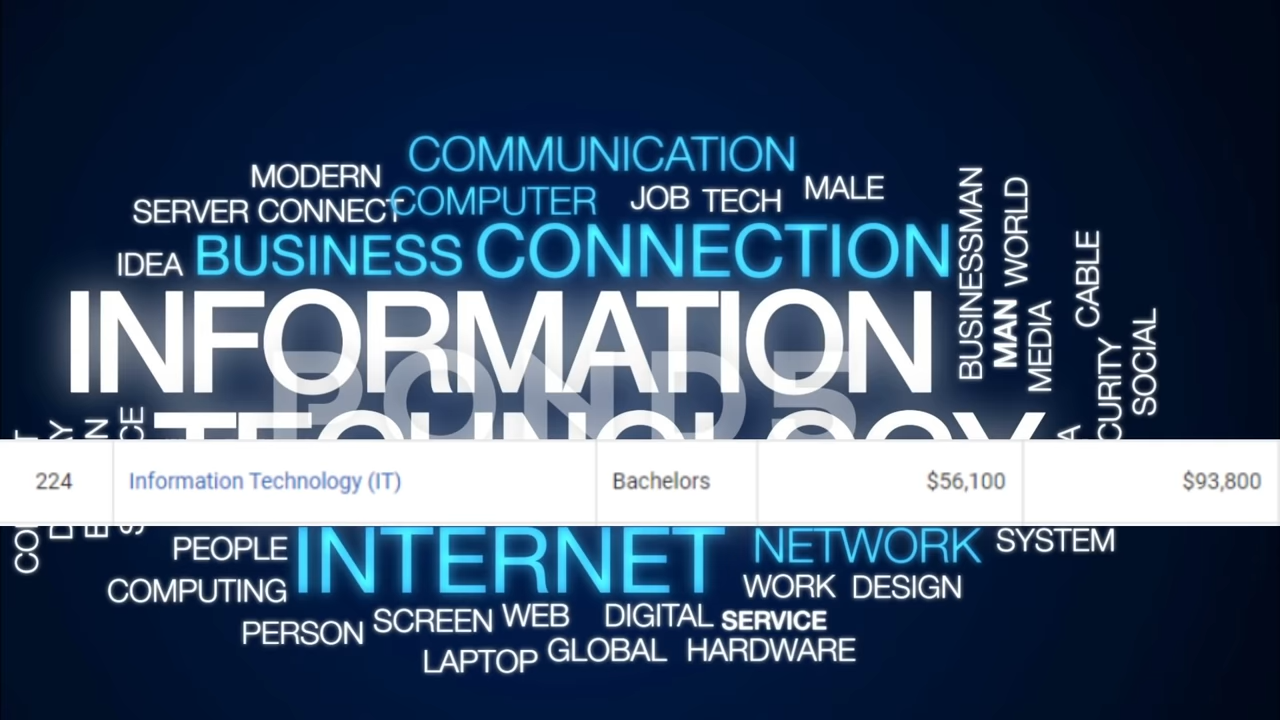 COMMUNICATION
MODERN
COMPUTER JOB TECH MALE
SERVER CONNECT
IDEA BUSINESS CONNECTION
BUSINESSMAN
MAN WORLD
MEDIA
CABLE
SOCIAL
INFORMATION
POND5
TECHNOLOGY
224 Information Technology (IT) Bachelors $56,100 $93,800
PEOPLE INTERNET NETWORK SYSTEM
COMPUTING WORK DESIGN
PERSON SCREEN WEB DIGITAL SERVICE
LAPTOP GLOBAL HARDWARE